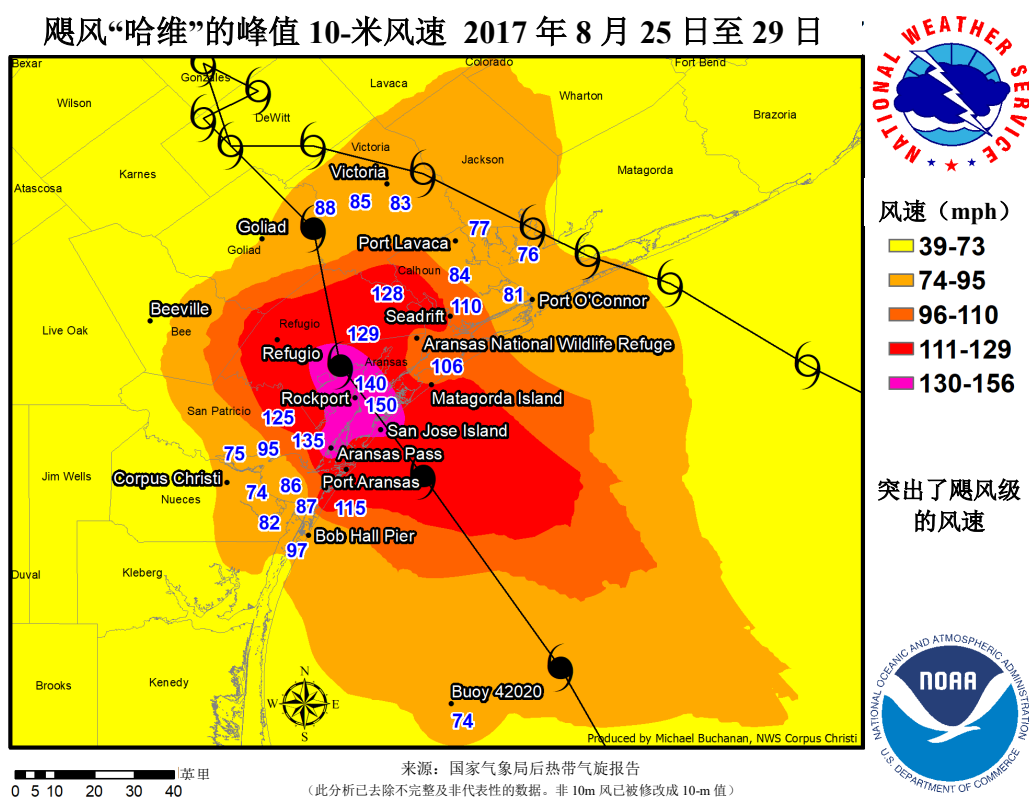 飓风“哈维”的峰值 10-米风速 2017 年 8 月 25 日至 29 日
NATIONAL WEATHER SERVICE
Bexar
Gonzales
Colorado
Fort Bend
Lavaca
Wilson
Wharton
DeWitt
Brazoria
Victoria
Jackson
Karnes
Victoria
Matagorda
Atascosa
88 85 83
Goliad
77
Port Lavaca
Goliad
76
Calhoun
84
128
81
Port O'Connor
110
Beeville
Seadrift
Bee
Refugio
Live Oak
129
Aransas National Wildlife Refuge
Refugio
Aransas
106
140
Rockport
Matagorda Island
150
San Patricio
125
San Jose Island
135
95
75
Aransas Pass
Jim Wells
Corpus Christi
Port Aransas
86
74
Nueces
87
115
82
Bob Hall Pier
97
Duval
Kleberg
Brooks
Kenedy
N
W E
S
Buoy 42020
74
Produced by Michael Buchanan, NWS Corpus Christi
风速（mph）
39-73
74-95
96-110
111-129
130-156
突出了飓风级
的风速
NATIONAL OCEANIC AND ATMOSPHERIC ADMINISTRATION
NOAA
U.S. DEPARTMENT OF COMMERCE
英里
0 5 10 20 30 40
来源：国家气象局后热带气旋报告
（此分析已去除不完整及非代表性的数据。非 10m 风已被修改成 10-m 值）